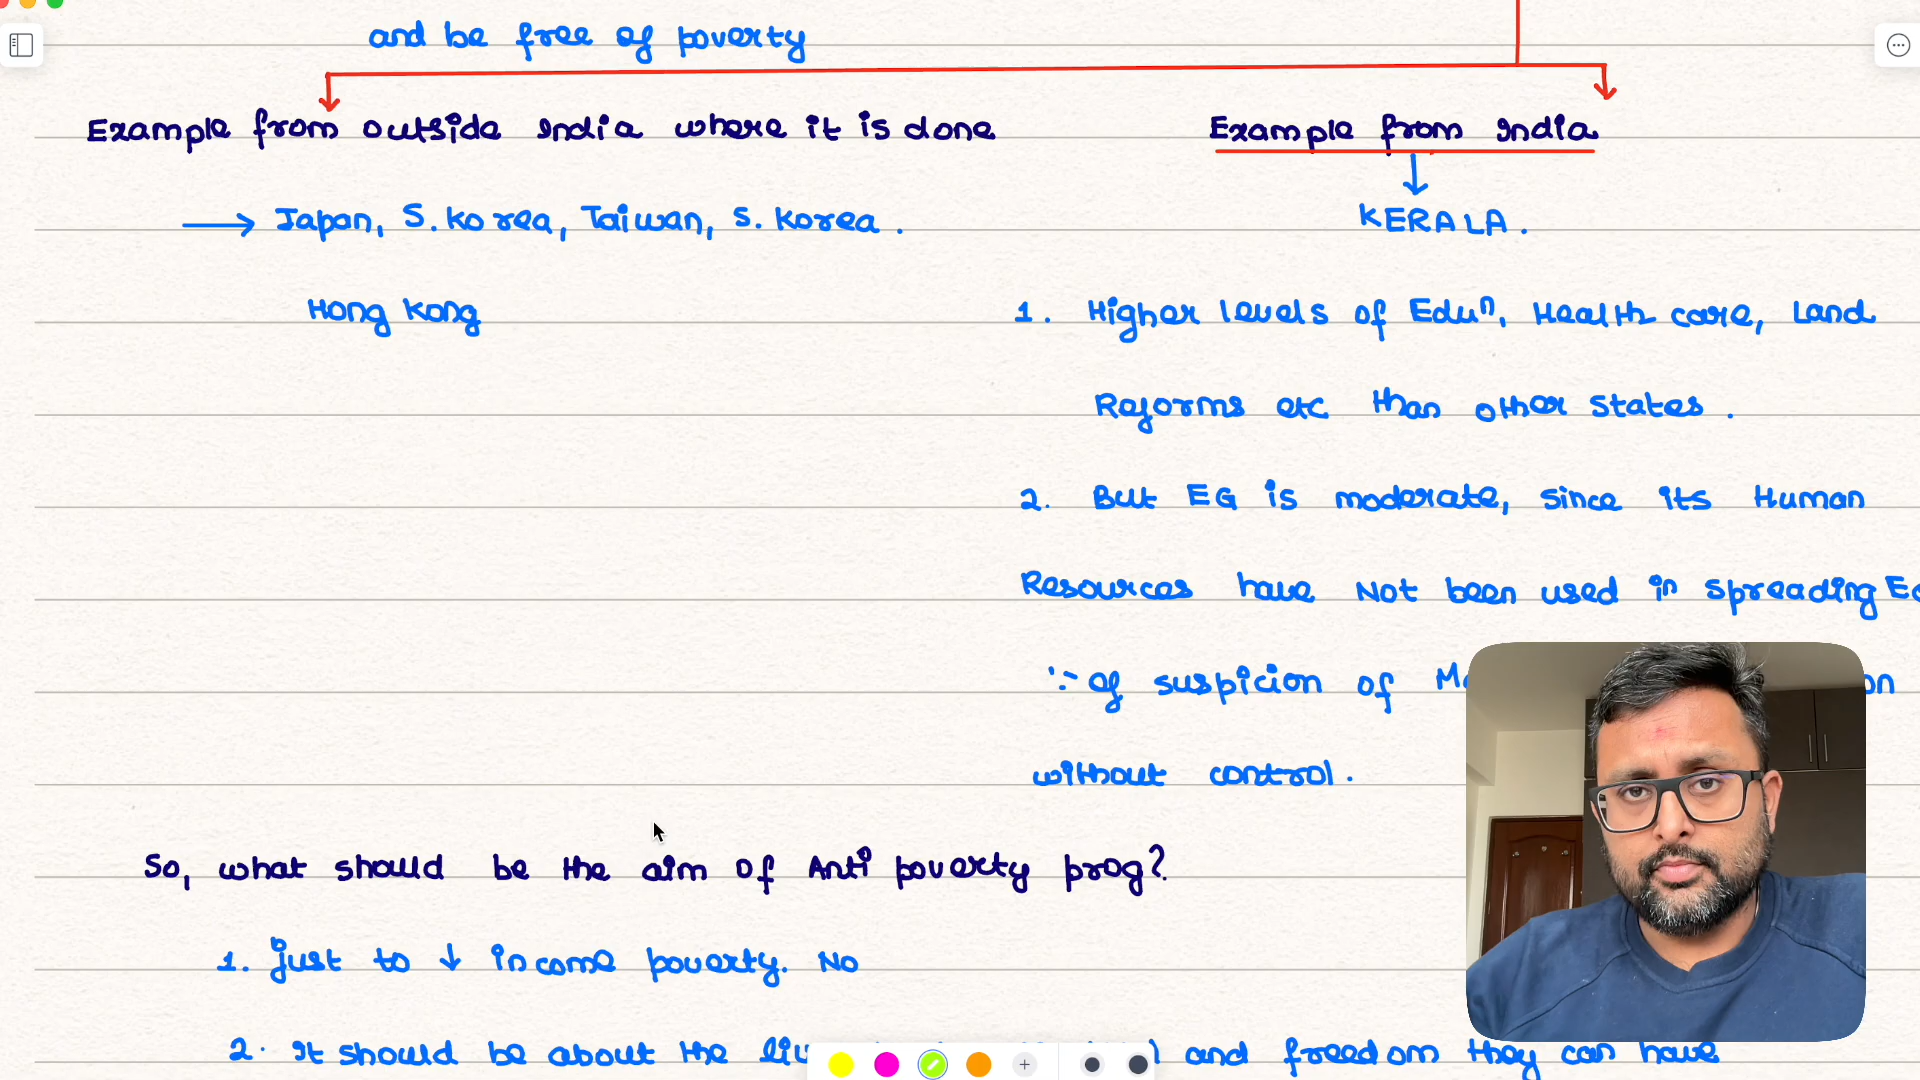 and be free of poverty
Example from outside India where it is done
Example from India
→ Japan, S. Korea, Taiwan, S. Korea.
KERALA.
Hong Kong
1. Higher levels of Eduⁿ, Health care, Land
Reforms etc than other states.
2. But EG is moderate, since its Human
Resources have Not been used in spreading
∵ of suspicion of
without control.
So, what should be the aim of Anti poverty prog?
1. just to ↓ income poverty. No
2. It should be about the and freedom they can have